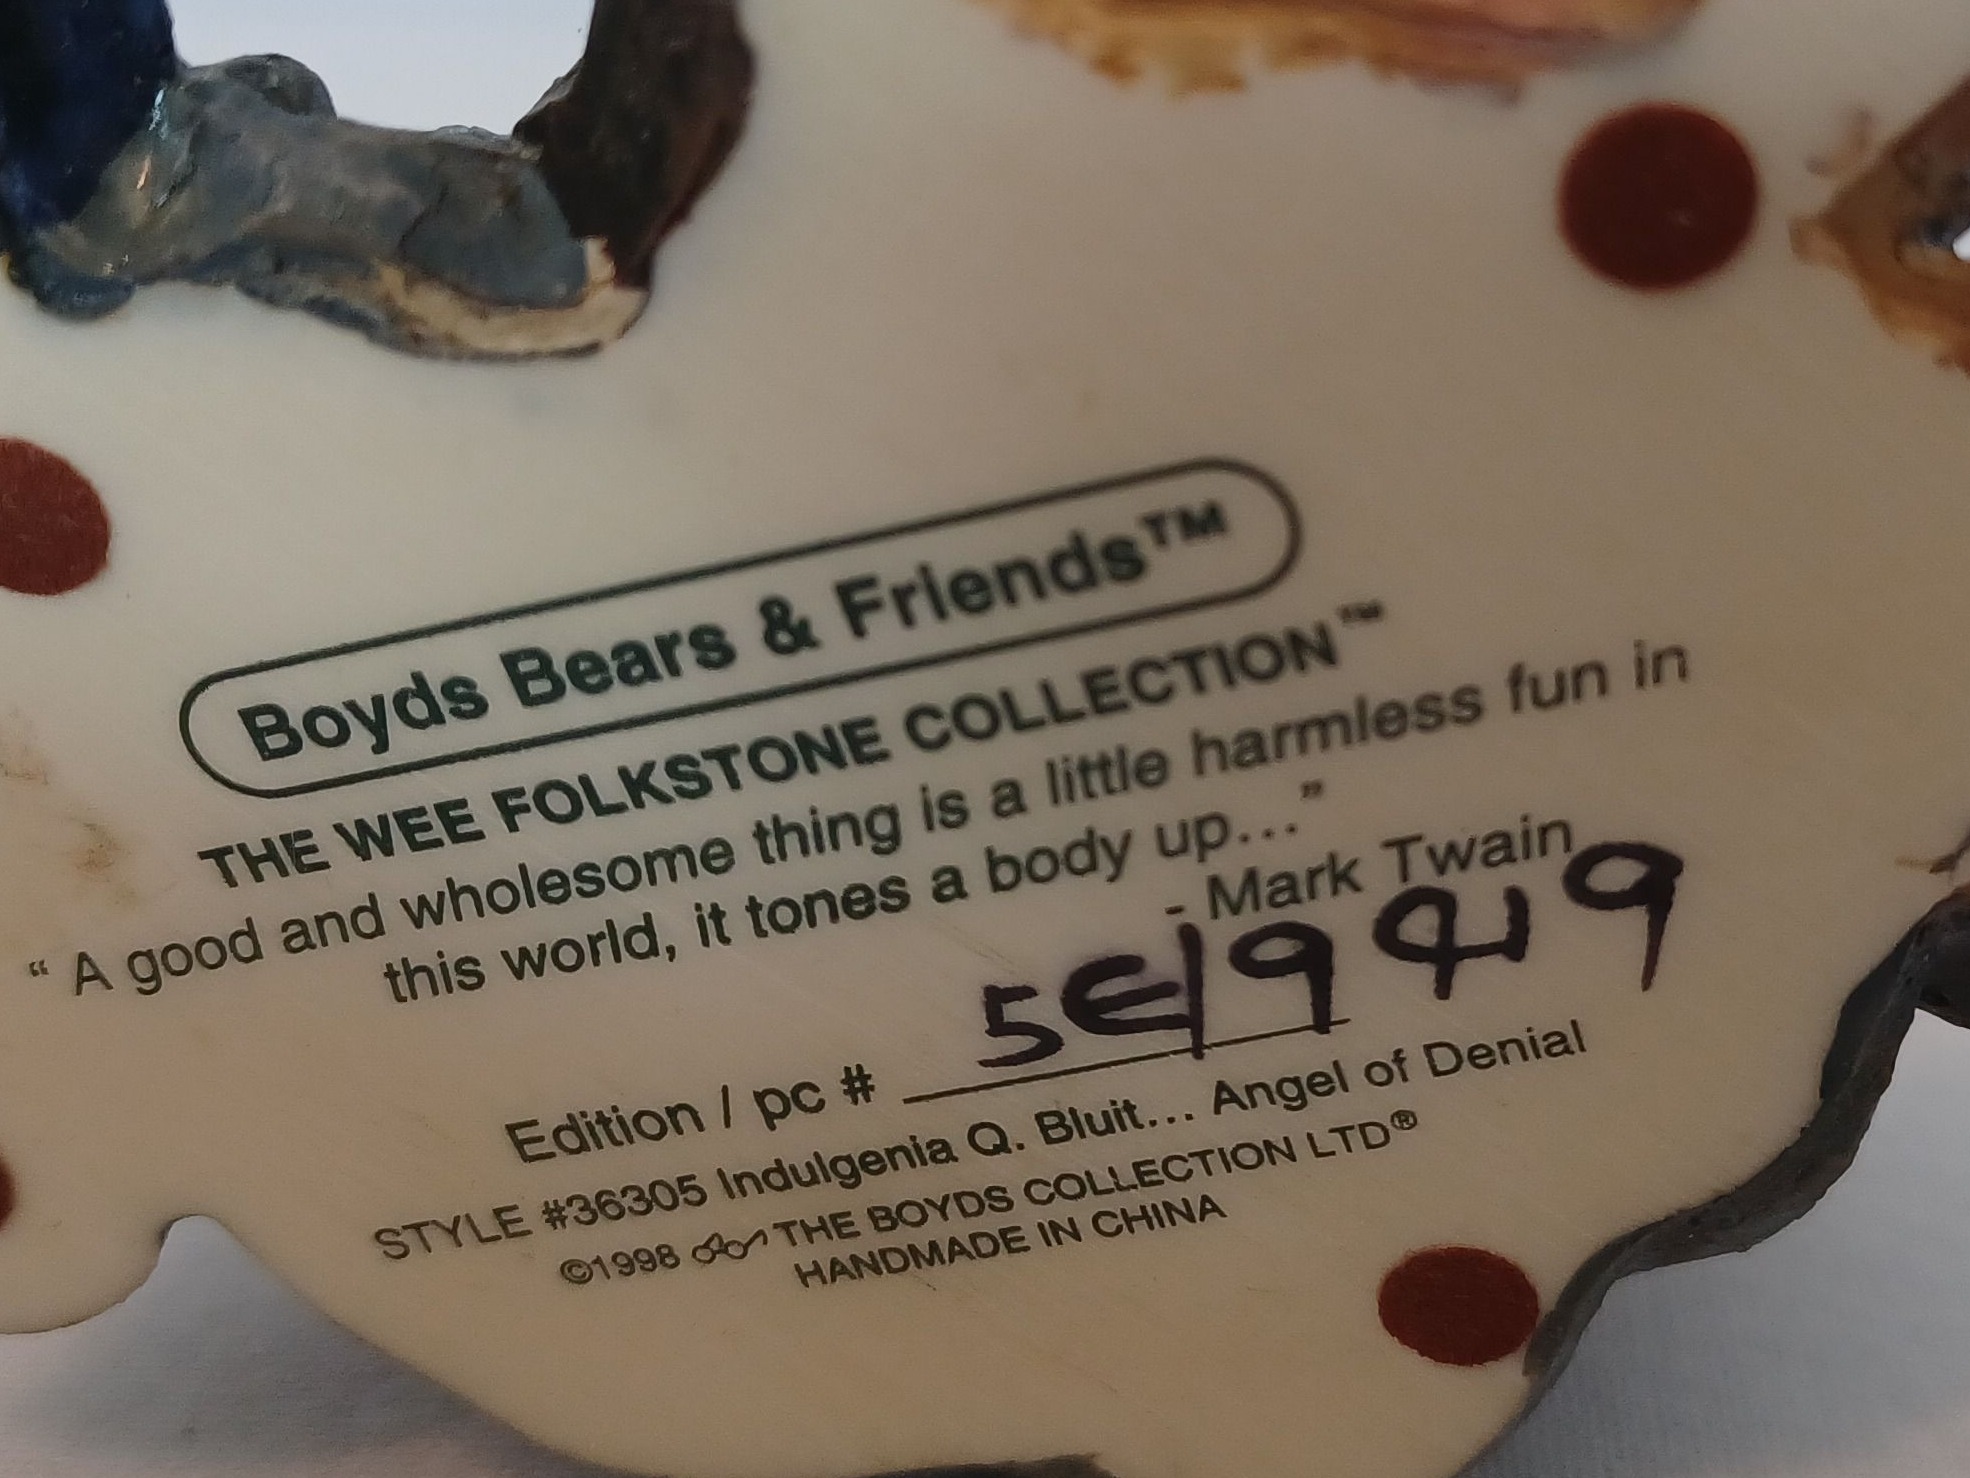 Boyds Bears & Friends™
THE WEE FOLKSTONE COLLECTION™
“ A good and wholesome thing is a little harmless fun in
this world, it tones a body up...”
- Mark Twain
Edition / pc # 5E/9
STYLE #36305 Indulgenia Q. Bluit... Angel of Denial
©1998 THE BOYDS COLLECTION LTD®
HANDMADE IN CHINA